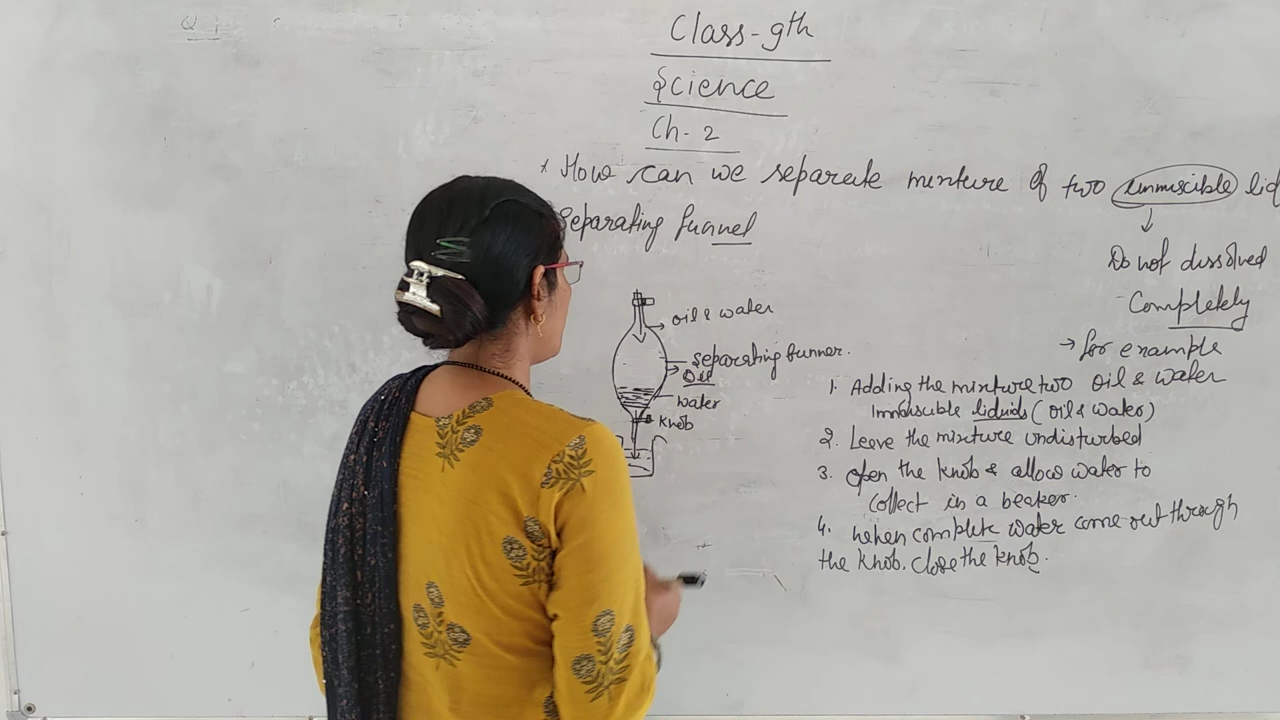 Q
Class-9th
Science
Ch-2
* How can we separate mixture of two immiscible liq
Separating funnel
Do not dissolved
Completely
→ for example
oil & water
separating funner.
Oil
water
Knob
1. Adding the mixture two oil & water
Immiscible liquids (oil & water)
2. Leave the mixture undisturbed
3. open the knob & allow water to
collect in a beaker.
4. when complete water come out through
the knob. close the knob.